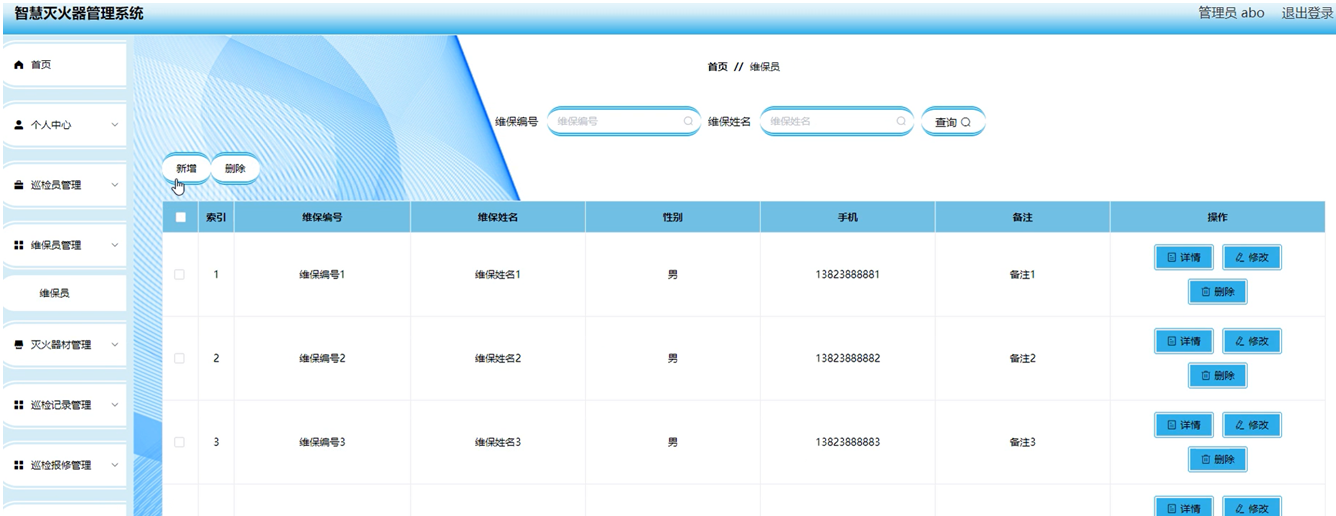 智慧灭火器管理系统
管理员 abo 退出登录
首页
个人中心
巡检员管理
维保员管理
维保员
灭火器材管理
巡检记录管理
巡检报修管理
首页 // 维保员
维保编号 维保编号 维保姓名 维保姓名 查询
新增 删除
索引 维保编号 维保姓名 性别 手机 备注 操作
1 维保编号1 维保姓名1 男 13823888881 备注1 详情 修改
删除
2 维保编号2 维保姓名2 男 13823888882 备注2 详情 修改
删除
3 维保编号3 维保姓名3 男 13823888883 备注3 详情 修改
删除
详情 修改